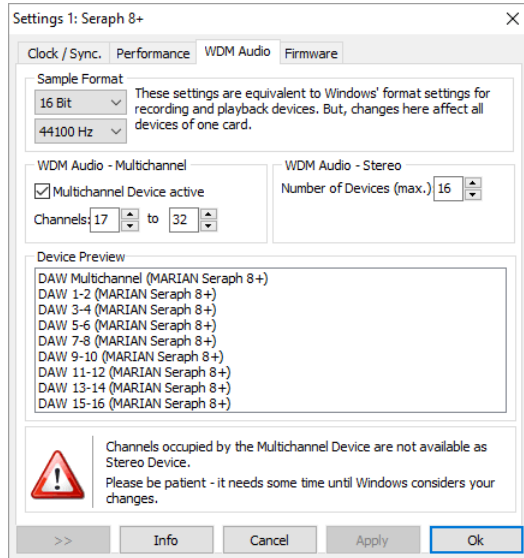 Settings 1: Seraph 8+
Clock / Sync.
Performance
WDM Audio
Firmware
Sample Format
16 Bit
44100 Hz
These settings are equivalent to Windows' format settings for
recording and playback devices. But, changes here affect all
devices of one card.
WDM Audio - Multichannel
Multichannel Device active
Channels: 17 to 32
WDM Audio - Stereo
Number of Devices (max.) 16
Device Preview
DAW Multichannel (MARIAN Seraph 8+)
DAW 1-2 (MARIAN Seraph 8+)
DAW 3-4 (MARIAN Seraph 8+)
DAW 5-6 (MARIAN Seraph 8+)
DAW 7-8 (MARIAN Seraph 8+)
DAW 9-10 (MARIAN Seraph 8+)
DAW 11-12 (MARIAN Seraph 8+)
DAW 13-14 (MARIAN Seraph 8+)
DAW 15-16 (MARIAN Seraph 8+)
Channels occupied by the Multichannel Device are not available as
Stereo Device.
Please be patient - it needs some time until Windows considers your
changes.
>>
Info
Cancel
Apply
Ok